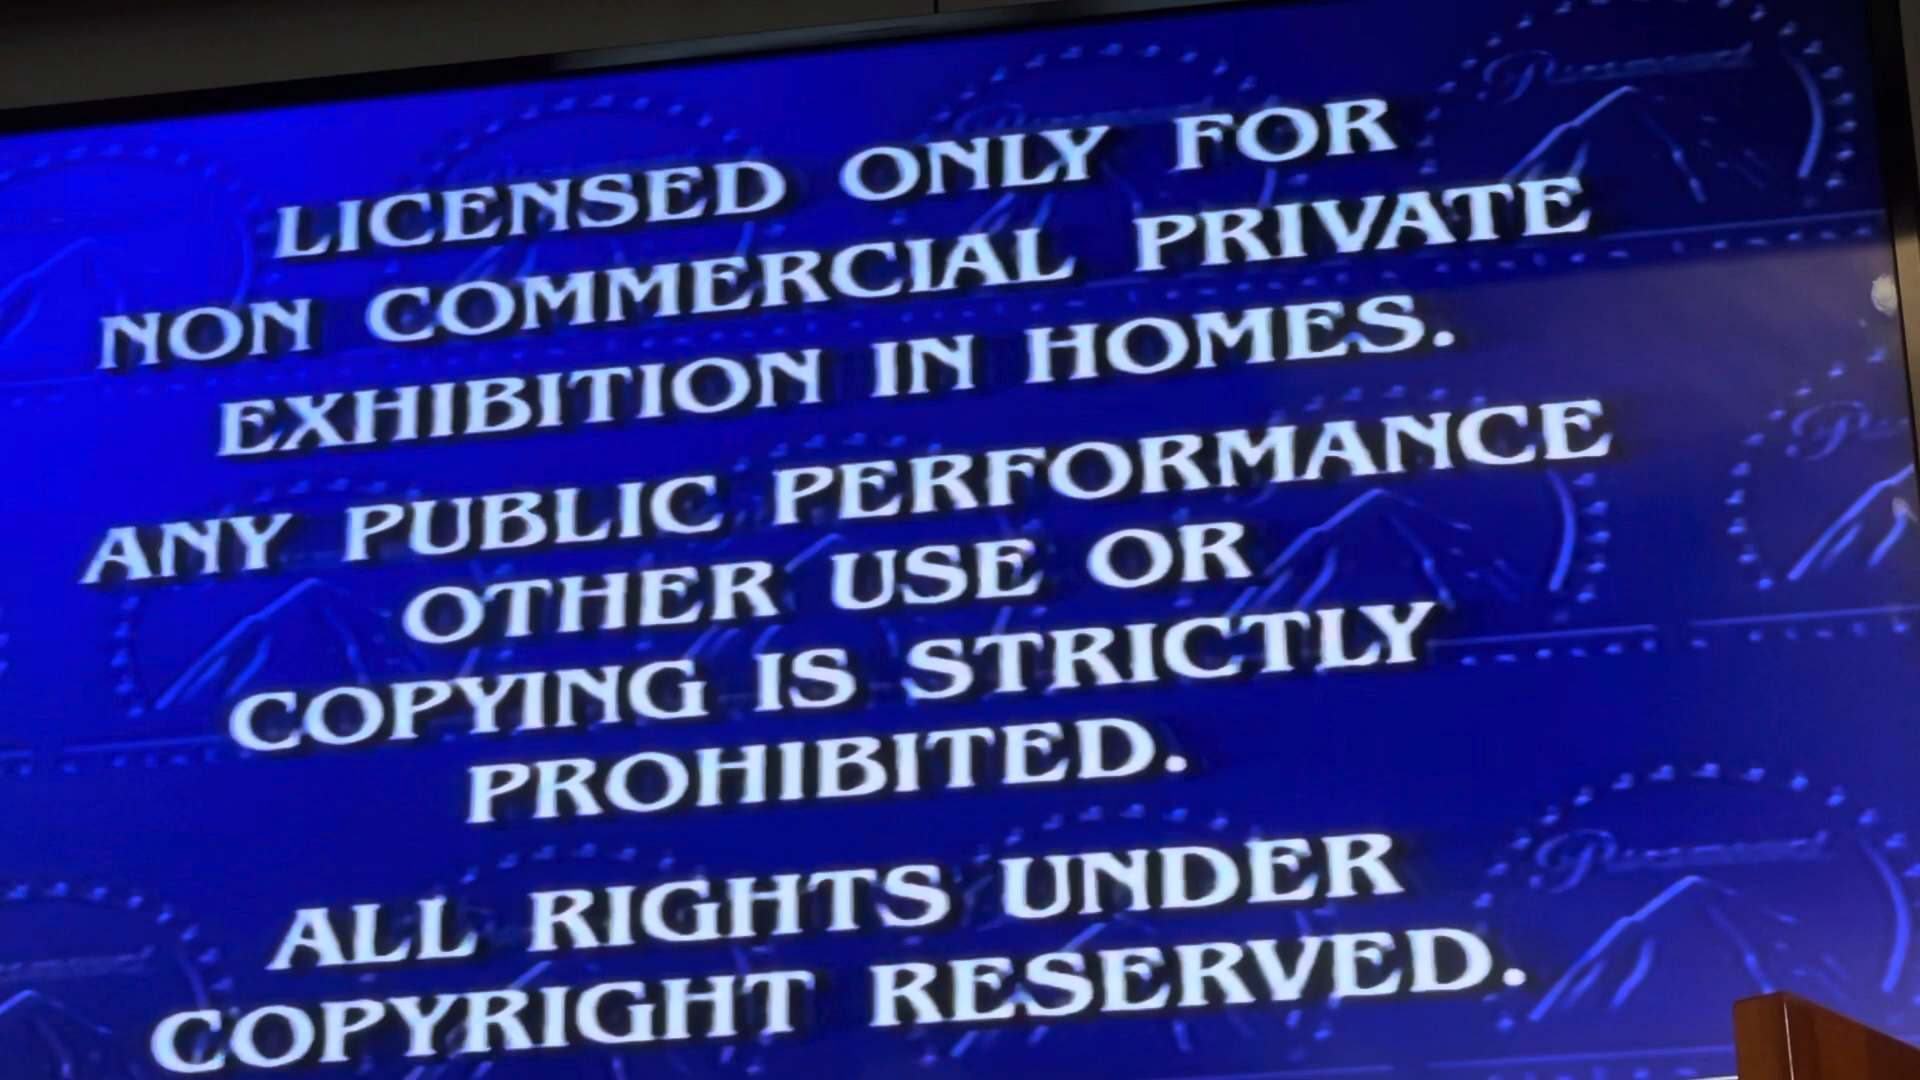 LICENSED ONLY FOR
NON COMMERCIAL PRIVATE
EXHIBITION IN HOMES.
ANY PUBLIC PERFORMANCE
OTHER USE OR
COPYING IS STRICTLY
PROHIBITED.
ALL RIGHTS UNDER
COPYRIGHT RESERVED.